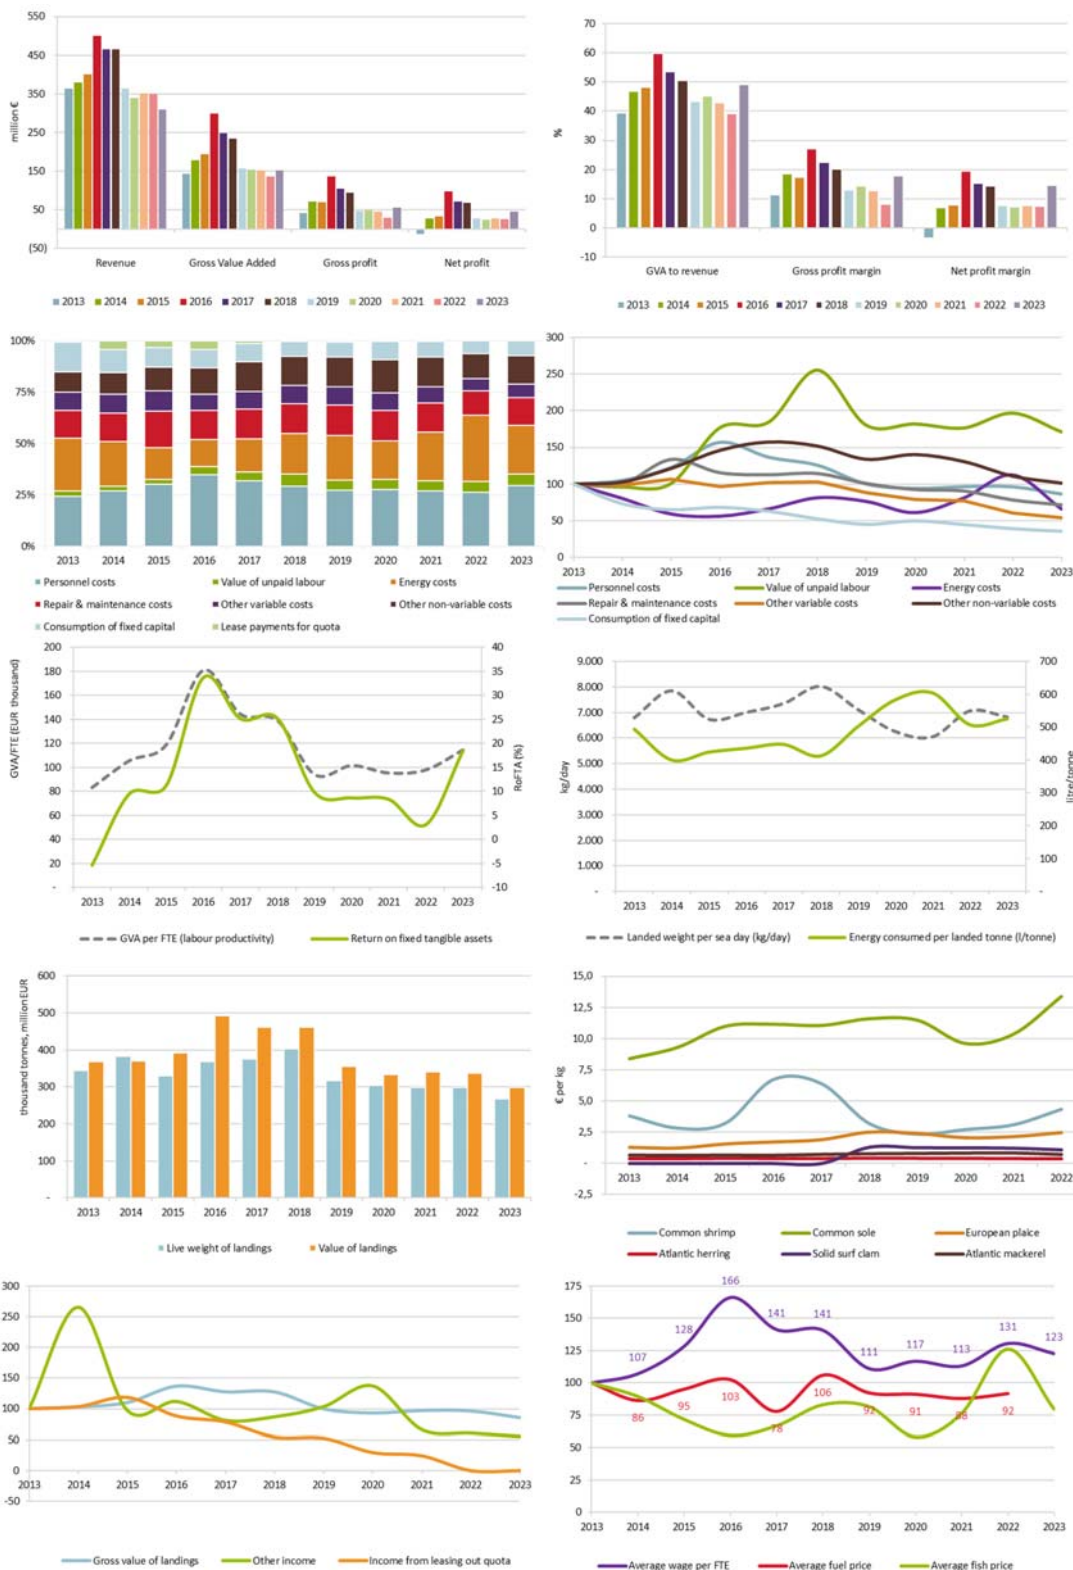 550
450
350
250
150
50
(50)
million €
Revenue Gross Value Added Gross profit Net profit
2013 2014 2015 2016 2017 2018 2019 2020 2021 2022 2023
70
60
50
40
30
20
10
0
-10
%
GVA to revenue Gross profit margin Net profit margin
2013 2014 2015 2016 2017 2018 2019 2020 2021 2022 2023
100%
75%
50%
25%
0%
2013 2014 2015 2016 2017 2018 2019 2020 2021 2022 2023
Personnel costs Value of unpaid labour Energy costs
Repair & maintenance costs Other variable costs Other non-variable costs
Consumption of fixed capital Lease payments for quota
300
250
200
150
100
50
0
2013 2014 2015 2016 2017 2018 2019 2020 2021 2022 2023
Personnel costs Value of unpaid labour Energy costs
Repair & maintenance costs Other variable costs Other non-variable costs
Consumption of fixed capital
200
180
160
140
120
100
80
60
40
20
-
GVA/FTE (EUR thousand)
40
35
30
25
20
15
10
5
0
-5
-10
RoFTA (%)
2013 2014 2015 2016 2017 2018 2019 2020 2021 2022 2023
GVA per FTE (labour productivity) Return on fixed tangible assets
9.000
8.000
7.000
6.000
5.000
4.000
3.000
2.000
1.000
-
kg/day
700
600
500
400
300
200
100
-
litre/tonne
2013 2014 2015 2016 2017 2018 2019 2020 2021 2022 2023
Landed weight per sea day (kg/day) Energy consumed per landed tonne (l/tonne)
600
500
400
300
200
100
-
thousand tonnes, million EUR
2013 2014 2015 2016 2017 2018 2019 2020 2021 2022 2023
Live weight of landings Value of landings
15,0
12,5
10,0
7,5
5,0
2,5
-
-2,5
€ per kg
2013 2014 2015 2016 2017 2018 2019 2020 2021 2022
Common shrimp Common sole European plaice
Atlantic herring Solid surf clam Atlantic mackerel
300
250
200
150
100
50
0
-50
2013 2014 2015 2016 2017 2018 2019 2020 2021 2022 2023
Gross value of landings Other income Income from leasing out quota
175
150
125
100
75
50
25
0
107 128 166 141 141 111 117 113 131 123
86 95 103 78 106 92 91 88 92
2013 2014 2015 2016 2017 2018 2019 2020 2021 2022 2023
Average wage per FTE Average fuel price Average fish price